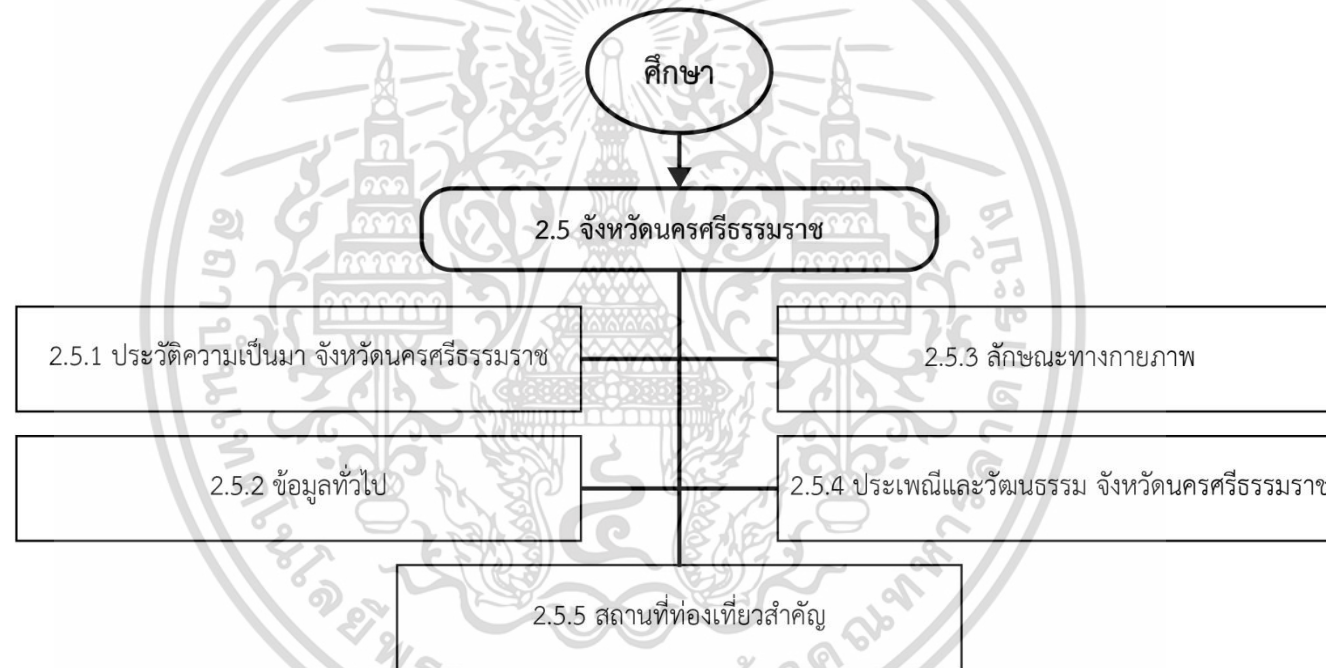 ศึกษา
2.5 จังหวัดนครศรีธรรมราช
2.5.1 ประวัติความเป็นมา จังหวัดนครศรีธรรมราช
2.5.3 ลักษณะทางกายภาพ
2.5.2 ข้อมูลทั่วไป
2.5.4 ประเพณีและวัฒนธรรม จังหวัดนครศรีธรรมราช
2.5.5 สถานที่ท่องเที่ยวสำคัญ